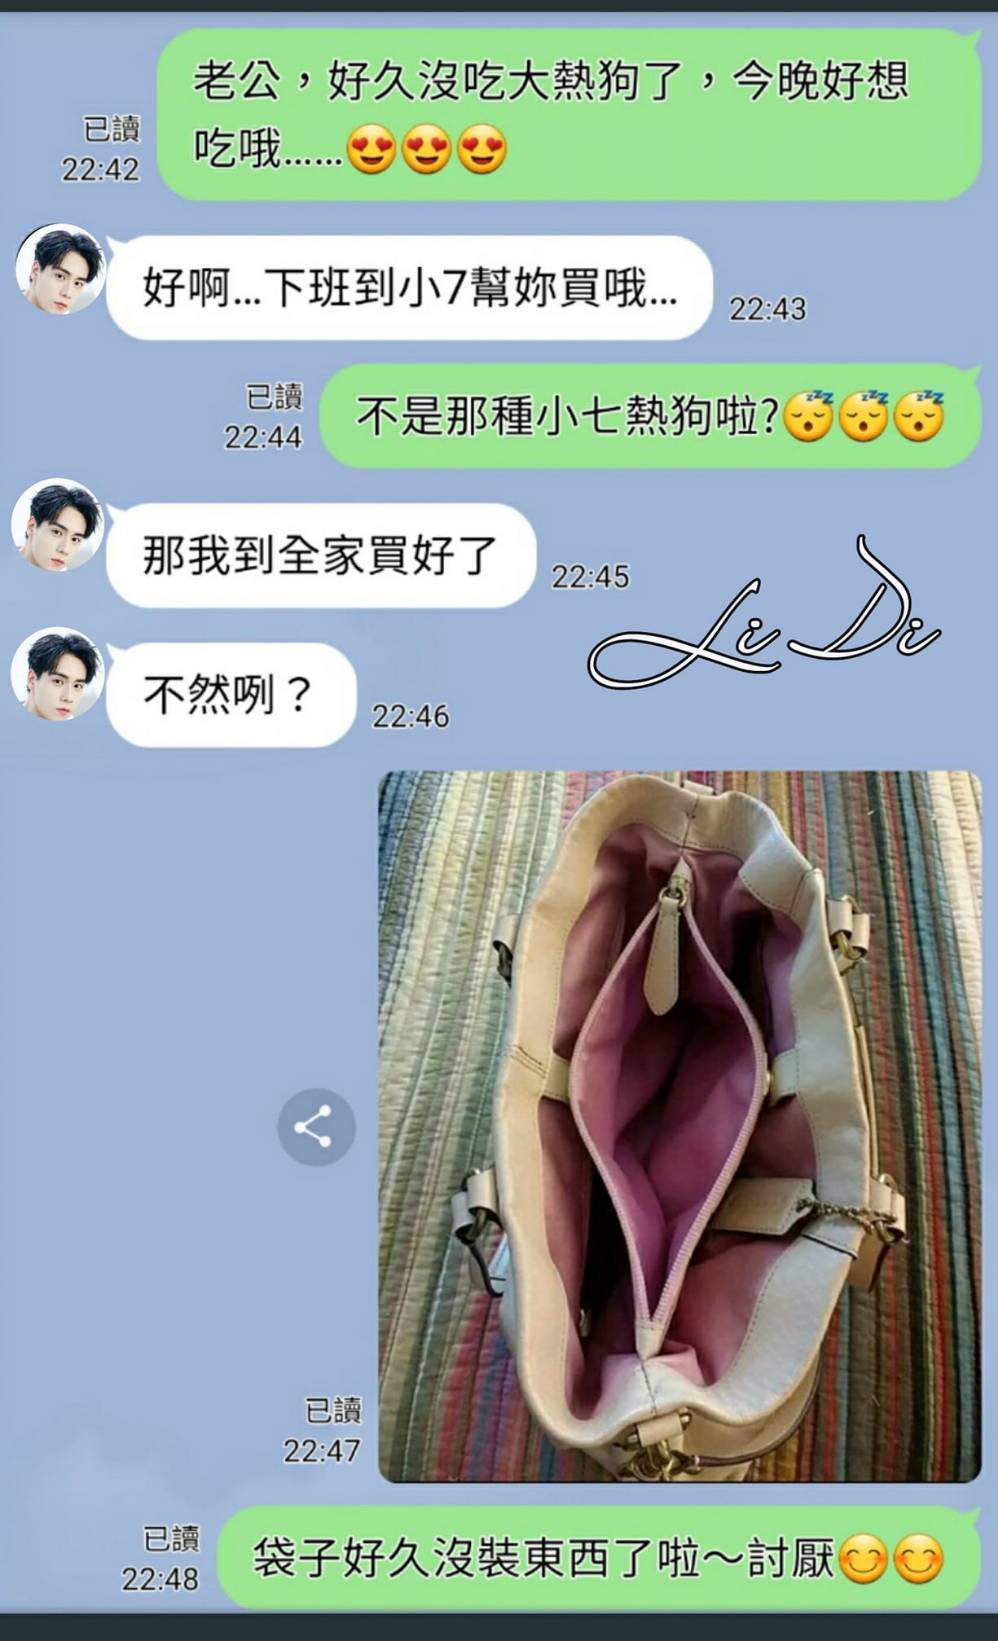 老公，好久沒吃大熱狗了，今晚好想
吃哦......😍😍😍
已讀
22:42
好啊...下班到小7幫妳買哦...
22:43
不是那種小七熱狗啦?😴😴😴
已讀
22:44
那我到全家買好了
22:45
Li Di
不然咧？
22:46
已讀
22:47
袋子好久沒裝東西了啦～討厭😊😊
已讀
22:48